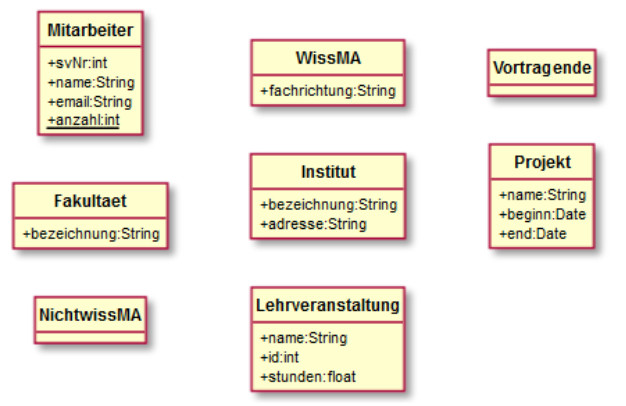 Mitarbeiter
+svNr:int
+name:String
+email:String
+anzahl:int
WissMA
+fachrichtung:String
Vortragende
Fakultaet
+bezeichnung:String
Institut
+bezeichnung:String
+adresse:String
Projekt
+name:String
+beginn:Date
+end:Date
NichtwissMA
Lehrveranstaltung
+name:String
+id:int
+stunden:float